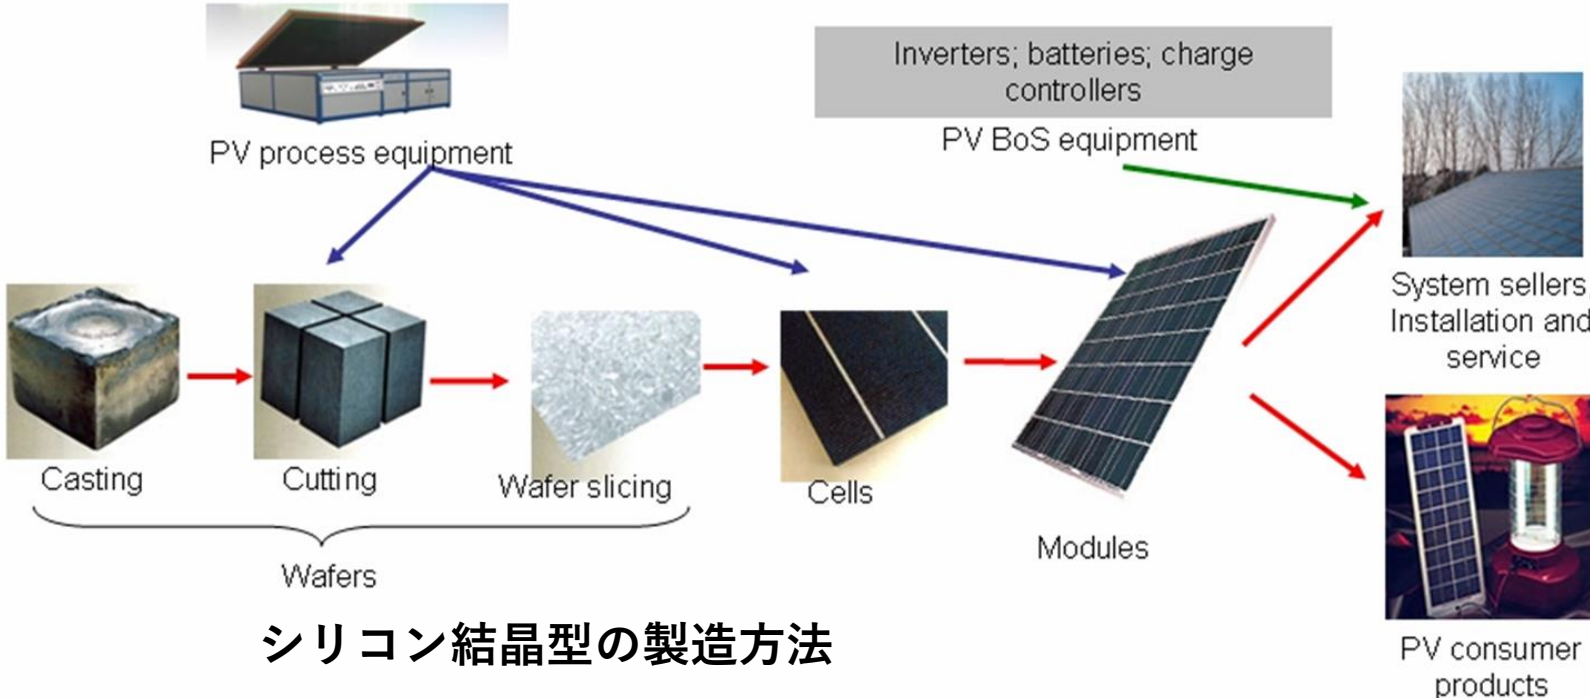 PV process equipment
Inverters; batteries; charge
controllers
PV BoS equipment
System sellers
Installation and
service
Casting
Cutting
Wafer slicing
Cells
Modules
Wafers
PV consumer
products
シリコン結晶型の製造方法